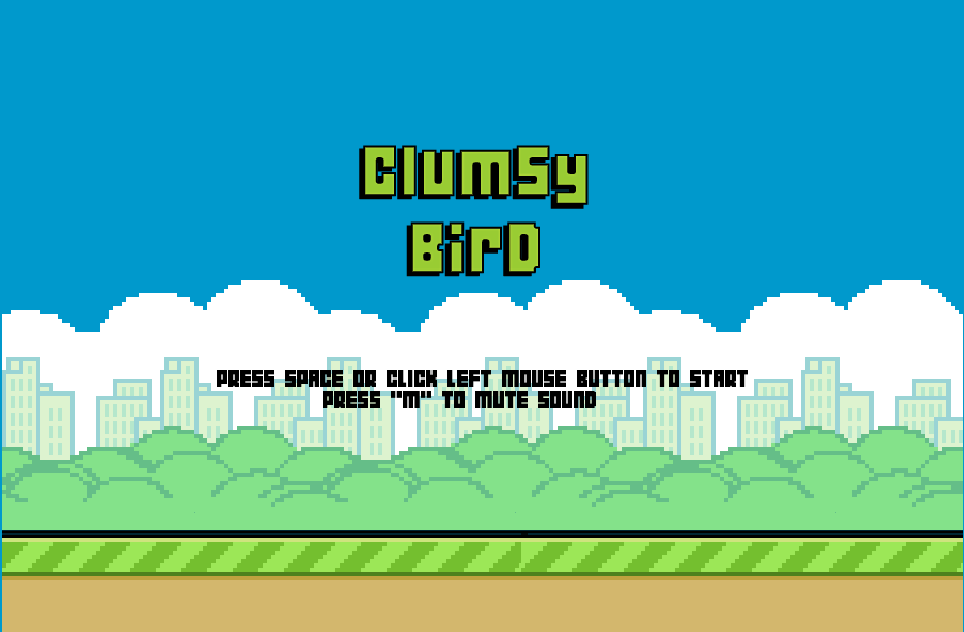 Clumsy
Bird
PRESS SPACE OR CLICK LEFT MOUSE BUTTON TO START
PRESS "M" TO MUTE SOUND